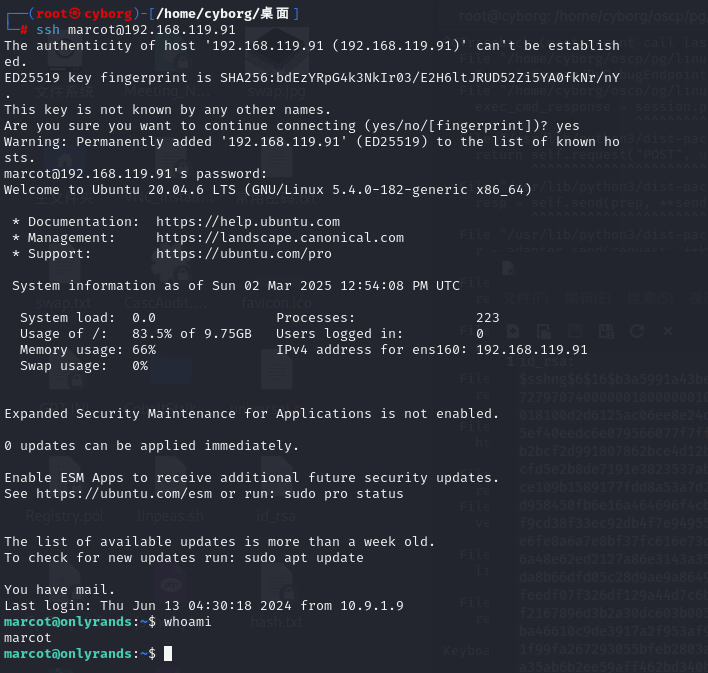 ┌──(root㉿cyborg)-[/home/cyborg/桌面]
└─# ssh marcot@192.168.119.91
The authenticity of host '192.168.119.91 (192.168.119.91)' can't be establish
ed.
ED25519 key fingerprint is SHA256:bdEzYRpG4k3NkIr03/E2H6ltJRUD52Zi5YA0fkNr/nY
.
This key is not known by any other names.
Are you sure you want to continue connecting (yes/no/[fingerprint])? yes
Warning: Permanently added '192.168.119.91' (ED25519) to the list of known ho
sts.
marcot@192.168.119.91's password:
Welcome to Ubuntu 20.04.6 LTS (GNU/Linux 5.4.0-182-generic x86_64)
* Documentation:  https://help.ubuntu.com
* Management:     https://landscape.canonical.com
* Support:        https://ubuntu.com/pro
System information as of Sun 02 Mar 2025 12:54:08 PM UTC
System load:  0.0               Processes:               223
Usage of /:   83.5% of 9.75GB   Users logged in:         0
Memory usage: 66%               IPv4 address for ens160: 192.168.119.91
Swap usage:   0%
Expanded Security Maintenance for Applications is not enabled.
0 updates can be applied immediately.
Enable ESM Apps to receive additional future security updates.
See https://ubuntu.com/esm or run: sudo pro status
The list of available updates is more than a week old.
To check for new updates run: sudo apt update
You have mail.
Last login: Thu Jun 13 04:30:18 2024 from 10.9.1.9
marcot@onlyrands:~$ whoami
marcot
marcot@onlyrands:~$